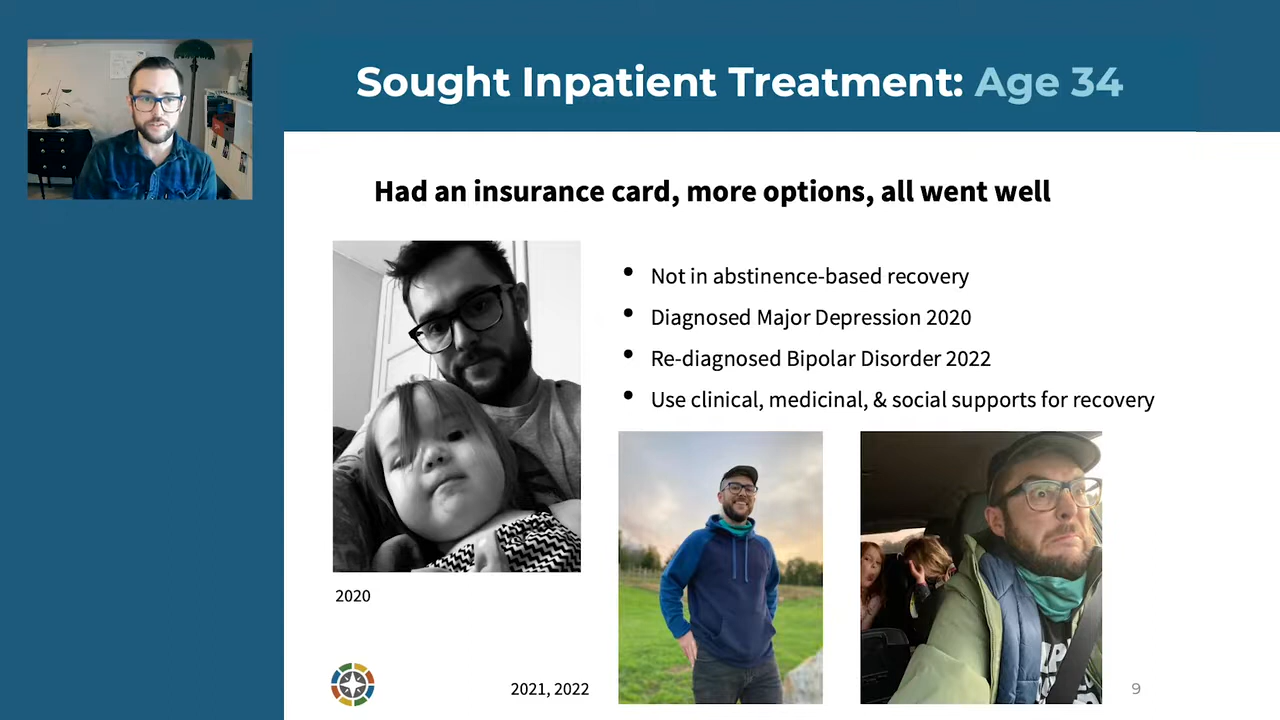 Sought Inpatient Treatment: Age 34
Had an insurance card, more options, all went well
• Not in abstinence-based recovery
• Diagnosed Major Depression 2020
• Re-diagnosed Bipolar Disorder 2022
• Use clinical, medicinal, & social supports for recovery
2020
2021, 2022
9